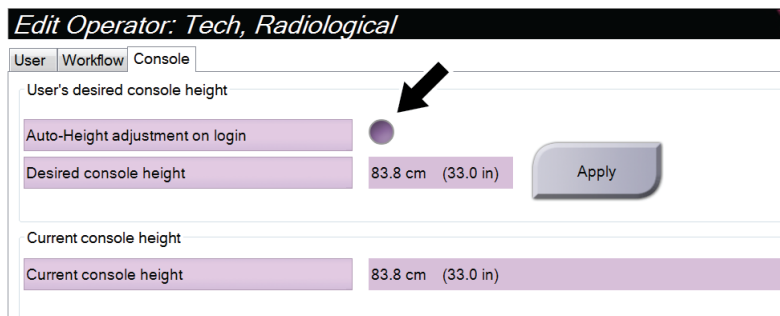 Edit Operator: Tech, Radiological
User Workflow Console
User's desired console height
Auto-Height adjustment on login
Desired console height 83.8 cm (33.0 in) Apply
Current console height
Current console height 83.8 cm (33.0 in)